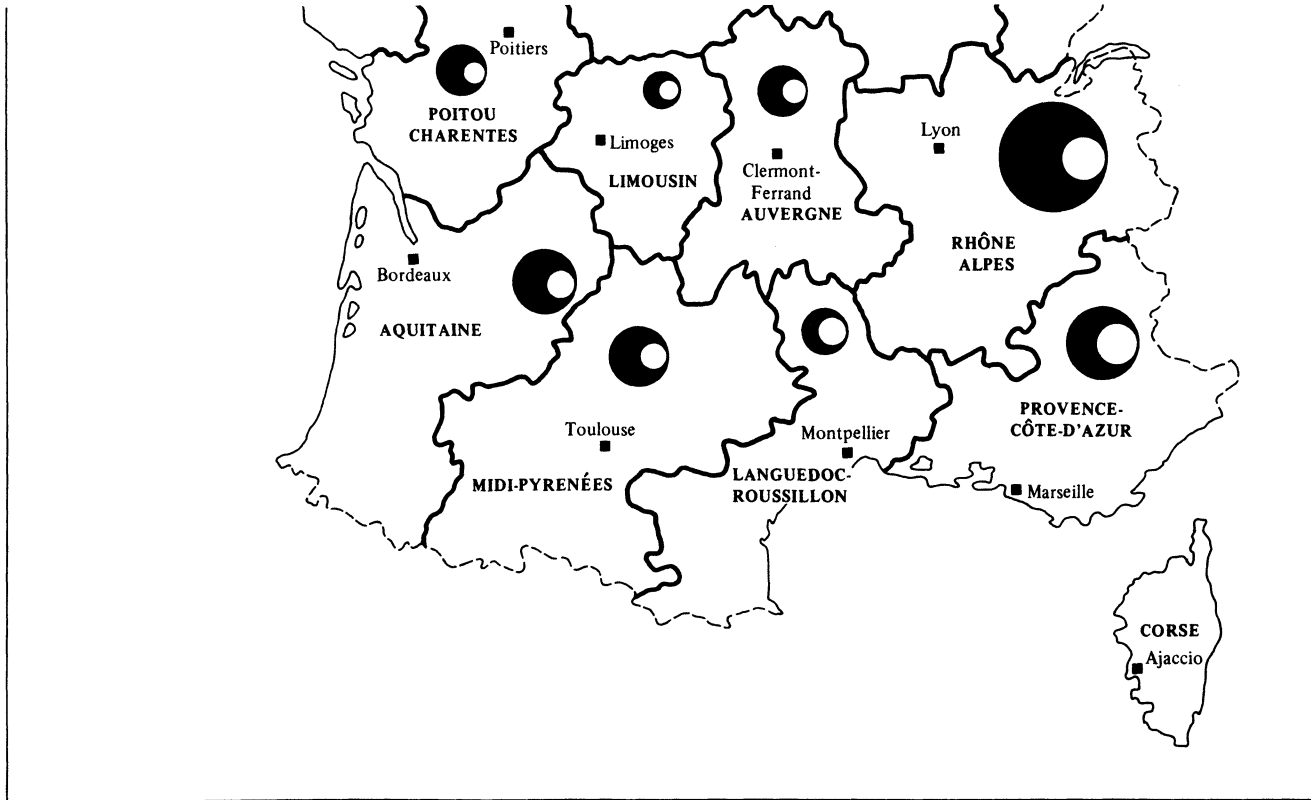 Poitiers
POITOU
CHARENTES
Limoges
LIMOUSIN
Clermont-
Ferrand
AUVERGNE
Lyon
RHÔNE
ALPES
Bordeaux
AQUITAINE
Toulouse
MIDI-PYRENÉES
Montpellier
LANGUEDOC-
ROUSSILLON
PROVENCE-
CÔTE-D'AZUR
Marseille
CORSE
Ajaccio